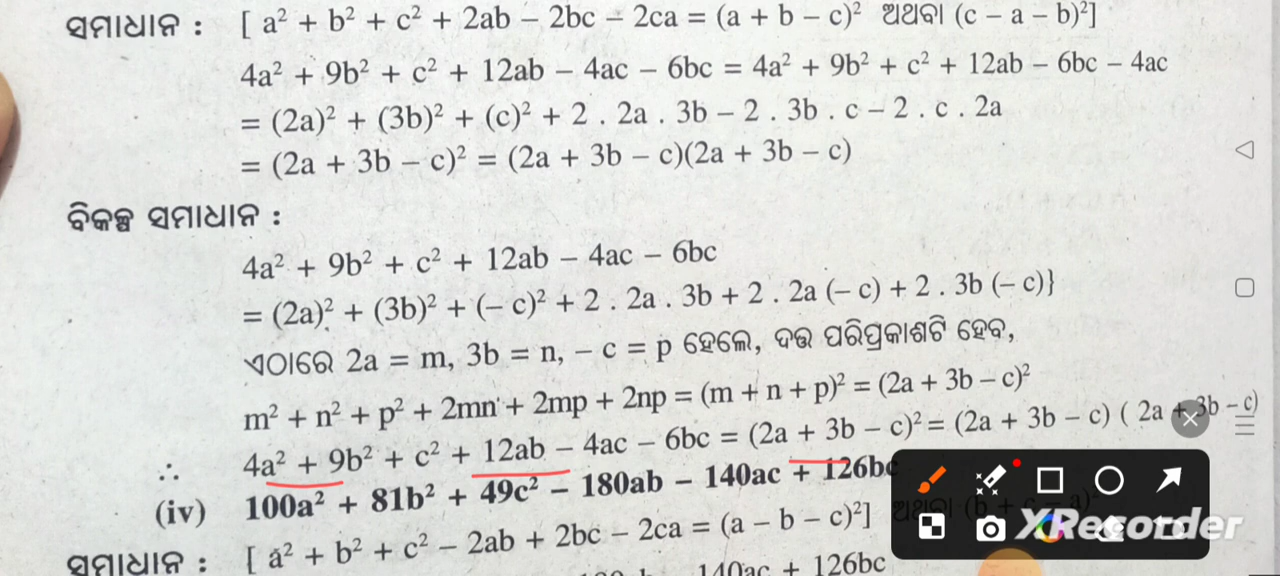 ସମାଧାନ : [ a² + b² + c² + 2ab – 2bc – 2ca = (a + b – c)² ଅଥବା (c – a – b)²]
4a² + 9b² + c² + 12ab – 4ac – 6bc = 4a² + 9b² + c² + 12ab – 6bc – 4ac
= (2a)² + (3b)² + (c)² + 2 . 2a . 3b – 2 . 3b . c – 2 . c . 2a
= (2a + 3b – c)² = (2a + 3b – c)(2a + 3b – c)
ବିକଳ୍ପ ସମାଧାନ :
4a² + 9b² + c² + 12ab – 4ac – 6bc
= (2a)² + (3b)² + (– c)² + 2 . 2a . 3b + 2 . 2a (– c) + 2 . 3b (– c)}
ଏଠାରେ 2a = m, 3b = n, – c = p ହେଲେ, ଦତ୍ତ ପରିପ୍ରକାଶଟି ହେବ,
m² + n² + p² + 2mn + 2mp + 2np = (m + n + p)² = (2a + 3b – c)²
∴ 4a² + 9b² + c² + 12ab – 4ac – 6bc = (2a + 3b – c)² = (2a + 3b – c) ( 2a + 3b – c)
(iv) 100a² + 81b² + 49c² – 180ab – 140ac + 126bc
ସମାଧାନ : [ a² + b² + c² – 2ab + 2bc – 2ca = (a – b – c)²] ଅଥବା (b + c – a)²
140ac + 126bc
XRecorder